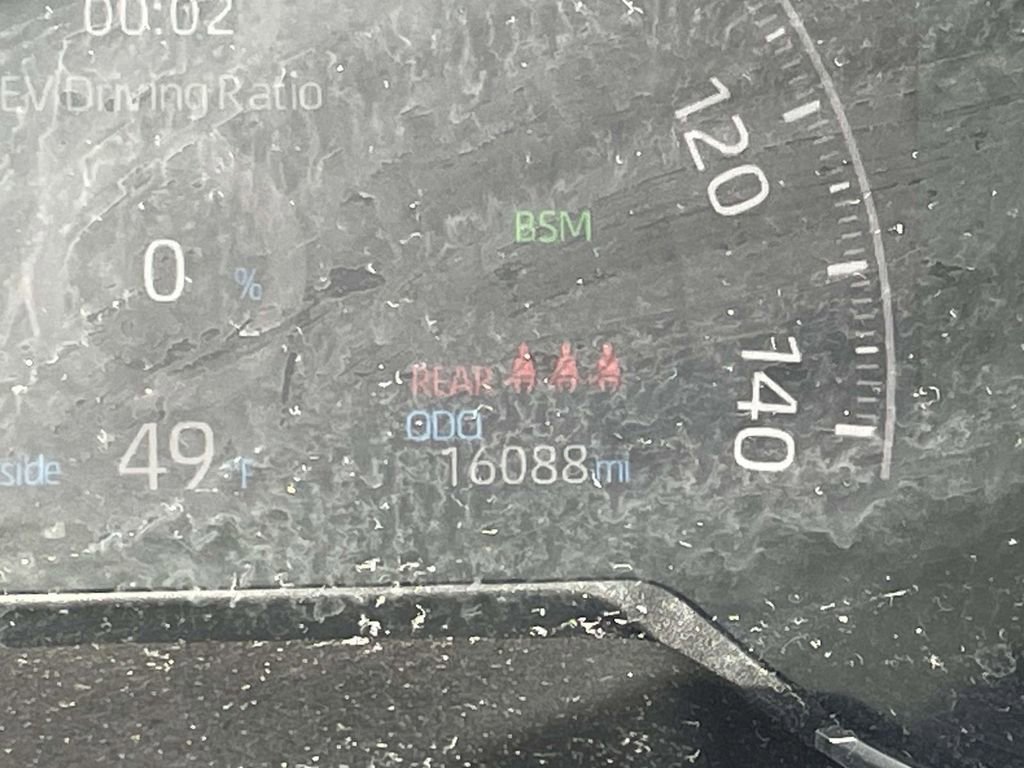 00:02
EV Driving Ratio
120
BSM
0 %
140
REAR
ODO
49 °F
side
16088 mi